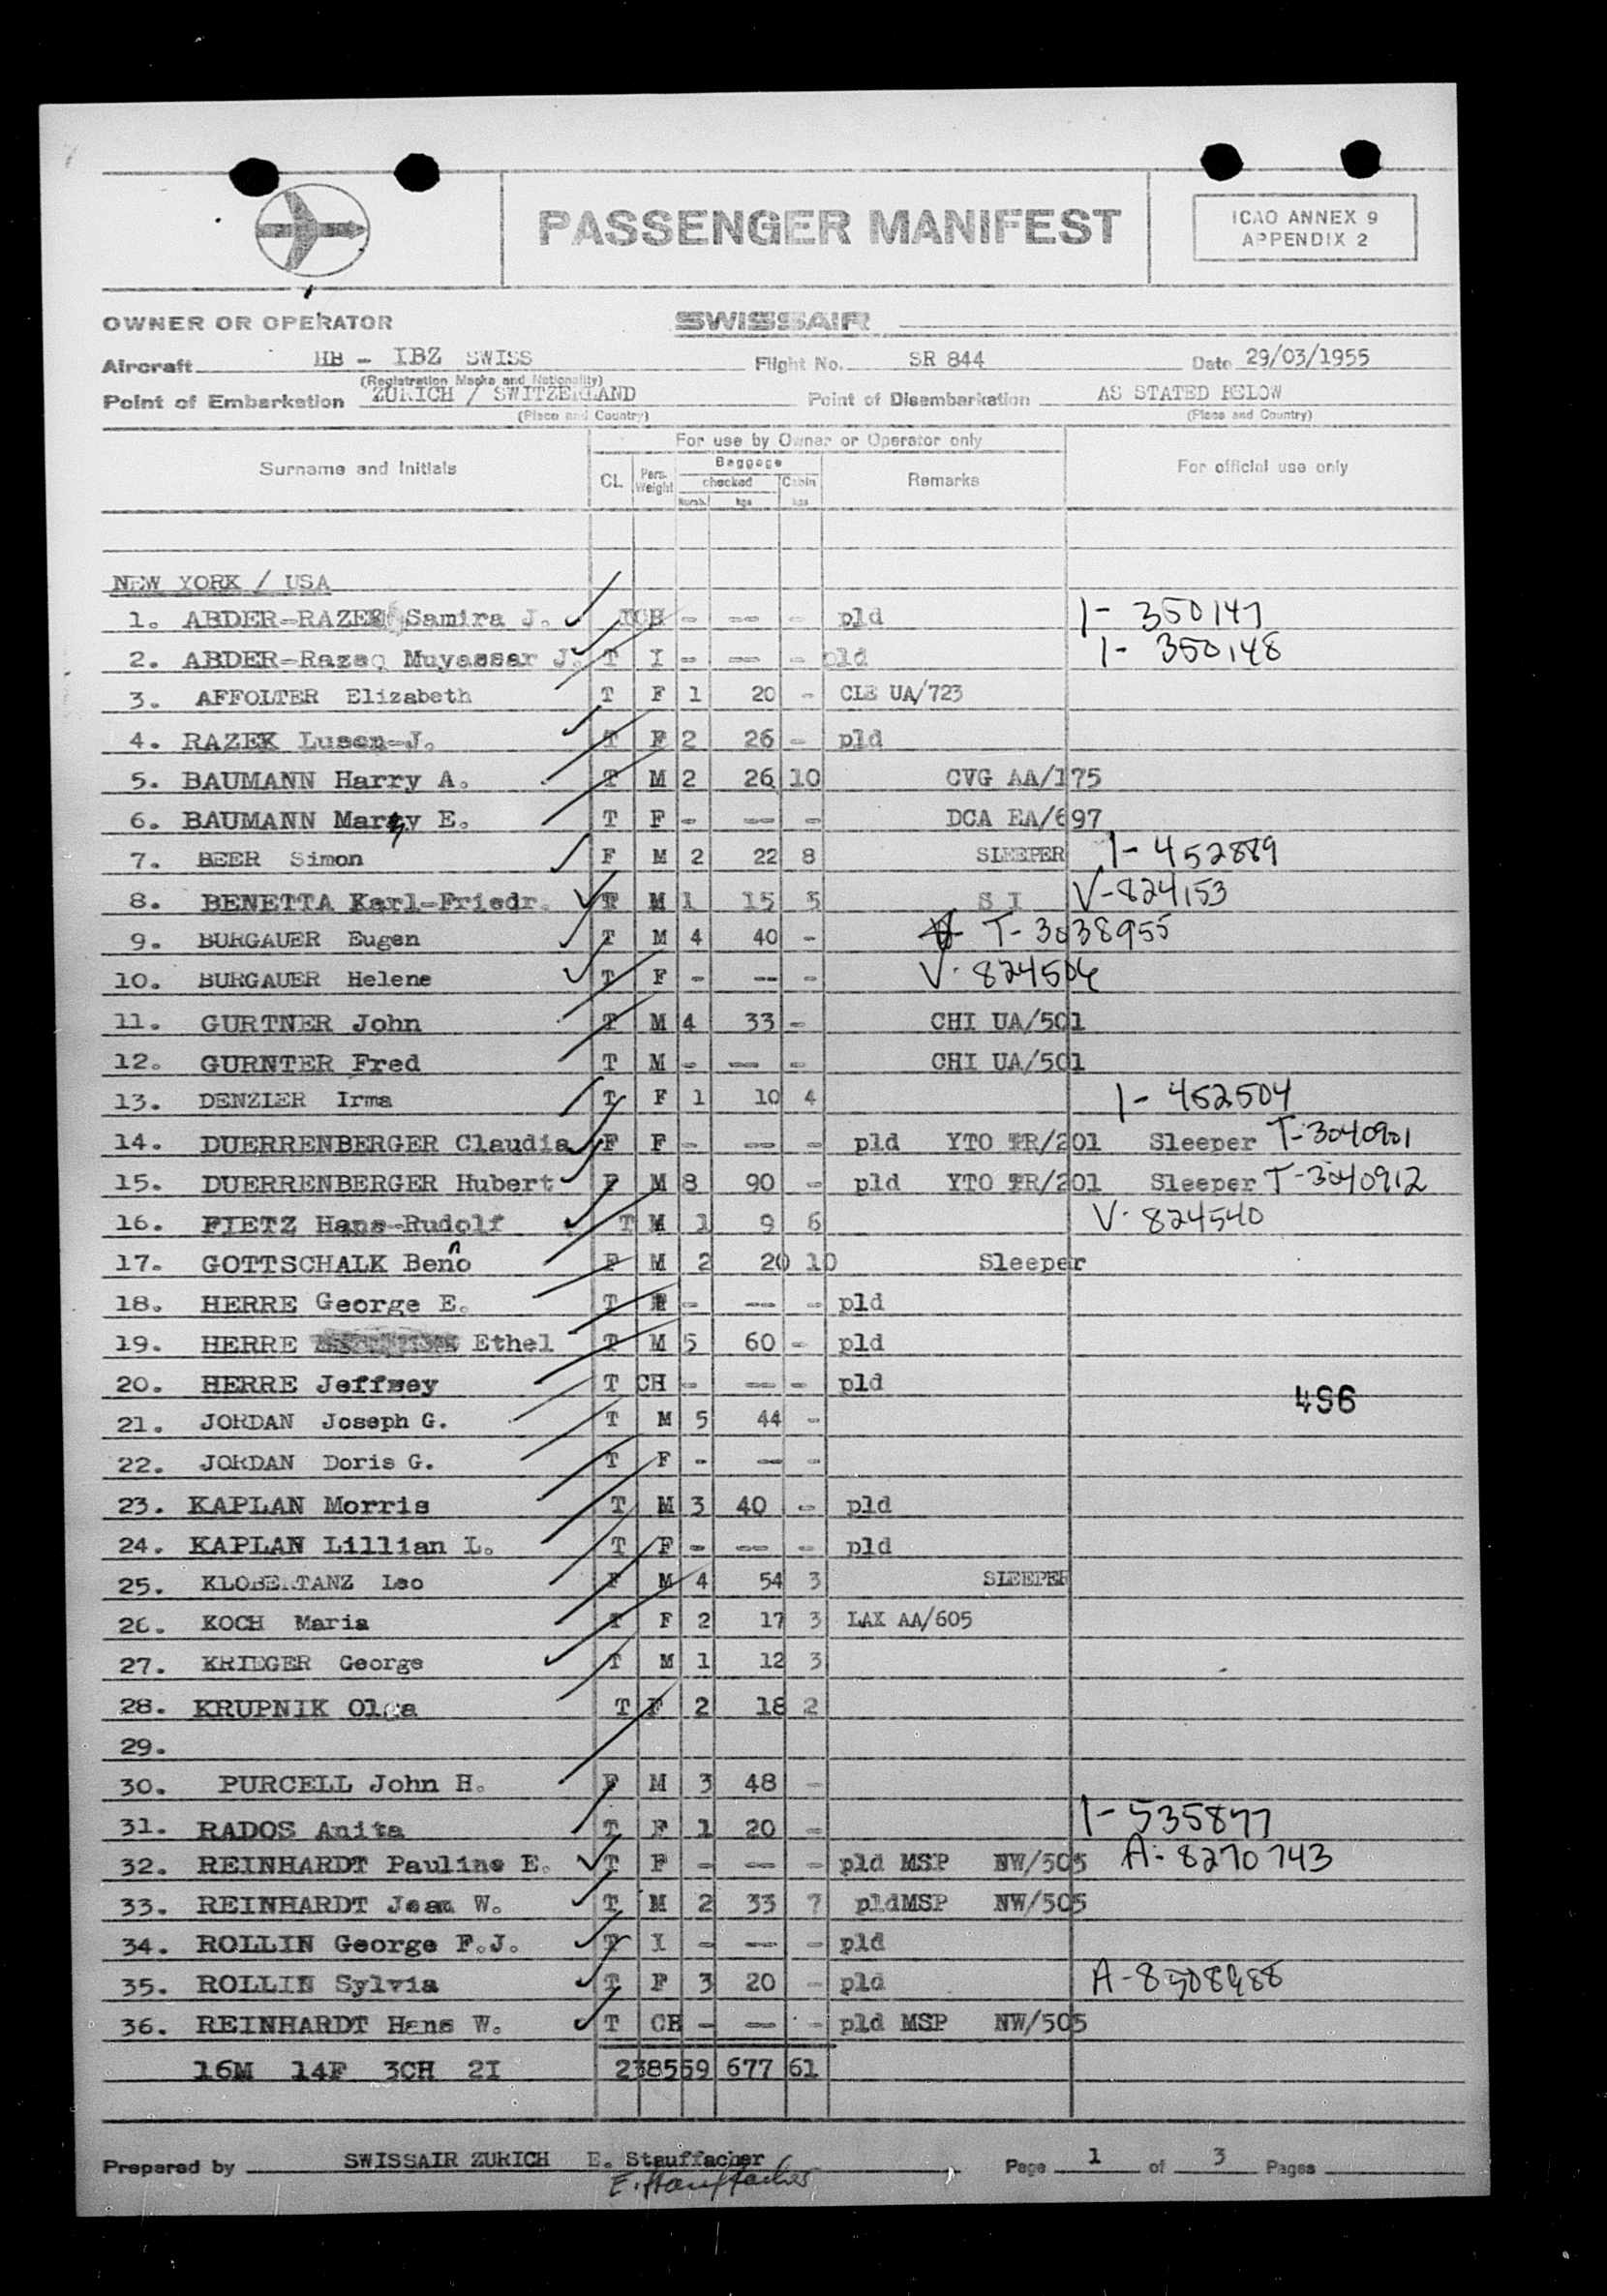 PASSENGER MANIFEST
ICAO ANNEX 9
APPENDIX 2
OWNER OR OPERATOR SWISSAIR
Aircraft HB - IBZ SWISS Flight No. SR 844 Date 29/03/1955
(Registration Marks and Nationality)
Point of Embarkation ZURICH / SWITZERLAND Point of Disembarkation AS STATED BELOW
(Place and Country) (Place and Country)
For use by Owner or Operator only
Surname and Initials CL Pers. Weight Baggage checked Cabin Remarks For official use only
Numb. kgs kgs
NEW YORK / USA
1. ABDER-RAZEK Samira J. CH - -- - pld 1- 350147
2. ABDER-Razeq Muyassar J. T I - -- - pld 1- 350148
3. AFFOLTER Elizabeth T F 1 20 - CLE UA/723
4. RAZEK Lusen-J. T F 2 26 - pld
5. BAUMANN Harry A. T M 2 26 10 CVG AA/175
6. BAUMANN Mary E. T F - -- - DCA EA/697
7. BEER Simon F M 2 22 8 SLEEPER 1- 452889
8. BENETTA Karl-Friedr. T M 1 15 5 S I V-824153
9. BURGAUER Eugen T M 4 40 - T- 3038955
10. BURGAUER Helene T F - -- - V- 824506
11. GURTNER John T M 4 33 - CHI UA/501
12. GURNTER Fred T M - -- - CHI UA/501
13. DENZLER Irma T F 1 10 4 1- 452504
14. DUERRENBERGER Claudia F F - -- - pld YTO TR/201 Sleeper T-3040901
15. DUERRENBERGER Hubert F M 8 90 - pld YTO TR/201 Sleeper T-3040912
16. FIETZ Hans-Rudolf T M 1 9 6 V- 824540
17. GOTTSCHALK Benno F M 2 20 10 Sleeper
18. HERRE George E. T - -- - pld
19. HERRE Ethel T M 5 60 - pld
20. HERRE Jeffrey T CH - -- - pld
496
21. JORDAN Joseph G. T M 5 44 -
22. JORDAN Doris G. T F - -- -
23. KAPLAN Morris T M 3 40 - pld
24. KAPLAN Lillian L. T F - -- - pld
25. KLOBERTANZ Leo F M 4 54 3 SLEEPER
26. KOCH Maria T F 2 17 3 LAX AA/605
27. KRIEGER George T M 1 12 3
28. KRUPNIK Olga T F 2 18 2
29.
30. PURCELL John H. F M 3 48 -
31. RADOS Anita T F 1 20 - 1- 535877
32. REINHARDT Pauline E. T F - -- - pld MSP NW/505 A- 8270743
33. REINHARDT Jean W. T M 2 33 7 pldMSP NW/505
34. ROLLIN George F.J. T I - -- - pld
35. ROLLIN Sylvia T F 3 20 - pld A-8508988
36. REINHARDT Hans W. T CH - -- - pld MSP NW/505
16M 14F 3CH 2I 2385 59 677 61
Prepared by SWISSAIR ZURICH E. Stauffacher Page 1 of 3 Pages
E. Stauffacher